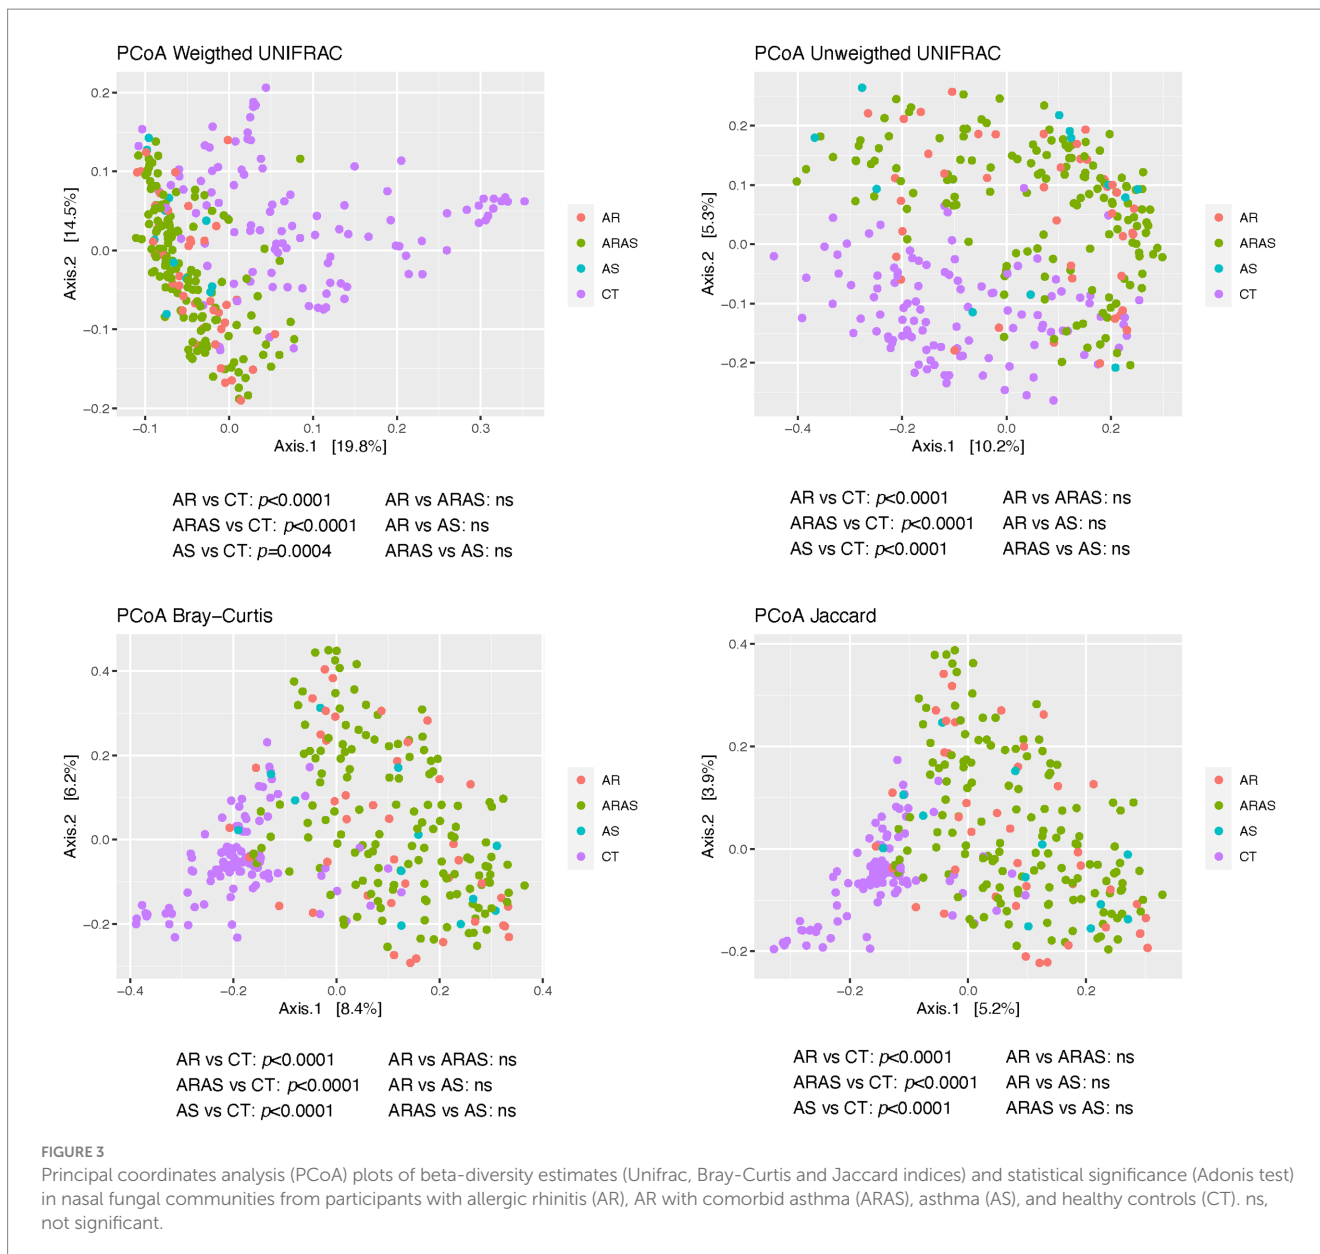 PCoA Weigthed UNIFRAC
0.2
0.1
0.0
−0.1
−0.2
Axis.2 [14.5%]
−0.1 0.0 0.1 0.2 0.3
Axis.1 [19.8%]
AR
ARAS
AS
CT
AR vs CT: p<0.0001 AR vs ARAS: ns
ARAS vs CT: p<0.0001 AR vs AS: ns
AS vs CT: p=0.0004 ARAS vs AS: ns
PCoA Unweigthed UNIFRAC
0.2
0.1
0.0
−0.1
−0.2
Axis.2 [5.3%]
−0.4 −0.2 0.0 0.2
Axis.1 [10.2%]
AR
ARAS
AS
CT
AR vs CT: p<0.0001 AR vs ARAS: ns
ARAS vs CT: p<0.0001 AR vs AS: ns
AS vs CT: p<0.0001 ARAS vs AS: ns
PCoA Bray−Curtis
0.4
0.2
0.0
−0.2
Axis.2 [6.2%]
−0.4 −0.2 0.0 0.2 0.4
Axis.1 [8.4%]
AR
ARAS
AS
CT
AR vs CT: p<0.0001 AR vs ARAS: ns
ARAS vs CT: p<0.0001 AR vs AS: ns
AS vs CT: p<0.0001 ARAS vs AS: ns
PCoA Jaccard
0.4
0.2
0.0
−0.2
Axis.2 [3.9%]
−0.2 0.0 0.2
Axis.1 [5.2%]
AR
ARAS
AS
CT
AR vs CT: p<0.0001 AR vs ARAS: ns
ARAS vs CT: p<0.0001 AR vs AS: ns
AS vs CT: p<0.0001 ARAS vs AS: ns
FIGURE 3
Principal coordinates analysis (PCoA) plots of beta-diversity estimates (Unifrac, Bray-Curtis and Jaccard indices) and statistical significance (Adonis test)
in nasal fungal communities from participants with allergic rhinitis (AR), AR with comorbid asthma (ARAS), asthma (AS), and healthy controls (CT). ns,
not significant.